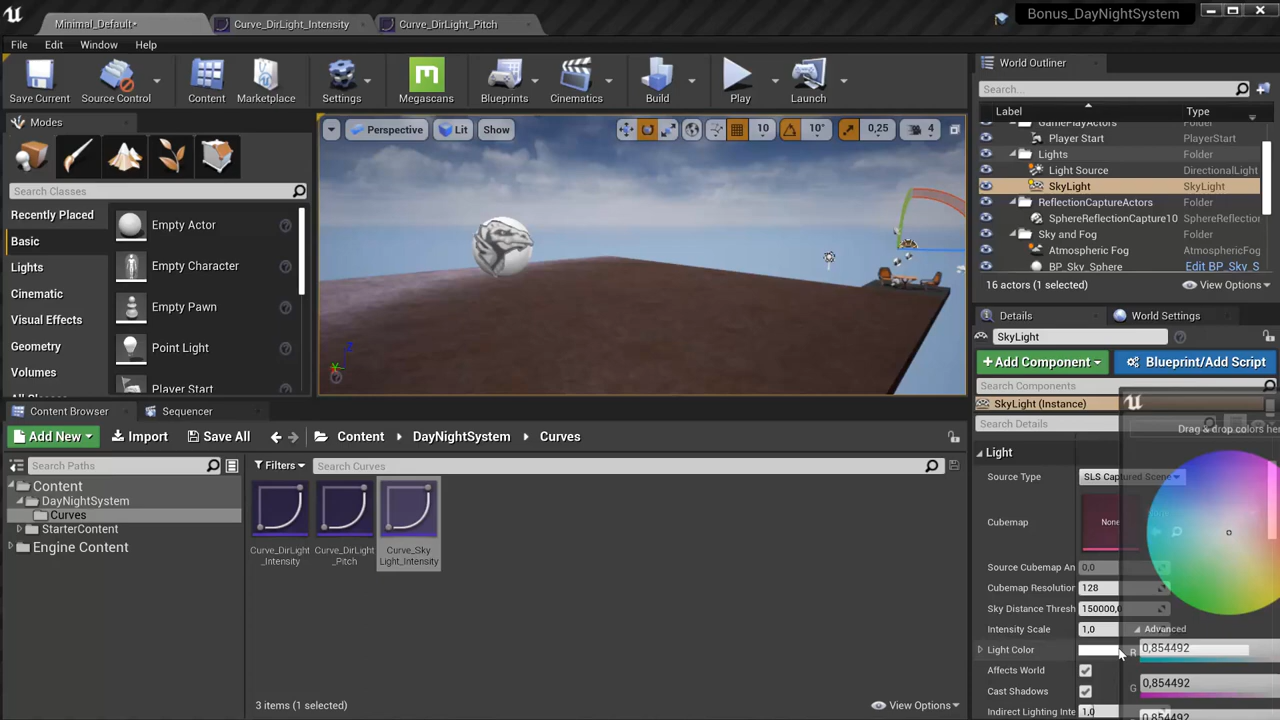 Minimal_Default*
Curve_DirLight_Intensity
Curve_DirLight_Pitch
Bonus_DayNightSystem
File
Edit
Window
Help
World Outliner
Save Current
Source Control
Content
Marketplace
Settings
Megascans
Blueprints
Cinematics
Build
Play
Launch
Search...
Label
Type
Modes
Perspective
Lit
Show
10
10°
0,25
4
GamePlayActors
Folder
Player Start
PlayerStart
Lights
Folder
Light Source
DirectionalLight
SkyLight
SkyLight
ReflectionCaptureActors
Folder
SphereReflectionCapture10
SphereReflection
Sky and Fog
Folder
Atmospheric Fog
AtmosphericFog
BP_Sky_Sphere
Edit BP_Sky_S
16 actors (1 selected)
View Options
Search Classes
Recently Placed
Basic
Lights
Cinematic
Visual Effects
Geometry
Volumes
Empty Actor
Empty Character
Empty Pawn
Point Light
Player Start
Z
Details
World Settings
SkyLight
+Add Component
Blueprint/Add Script
Search Components
SkyLight (Instance)
Search Details
Drag & drop colors her
Light
Source Type
SLS Captured Scene
Cubemap
None
Source Cubemap An
0,0
Cubemap Resolution
128
Sky Distance Thresh
150000,0
Intensity Scale
1,0
Advanced
Light Color
R
0,854492
Affects World
G
0,854492
Cast Shadows
Indirect Lighting Inte
1,0
0,854492
Content Browser
Sequencer
Add New
Import
Save All
Content
DayNightSystem
Curves
Search Paths
Filters
Search Curves
Content
DayNightSystem
Curves
StarterContent
Engine Content
Curve_DirLight
_Intensity
Curve_DirLight
_Pitch
Curve_Sky
Light_Intensity
3 items (1 selected)
View Options